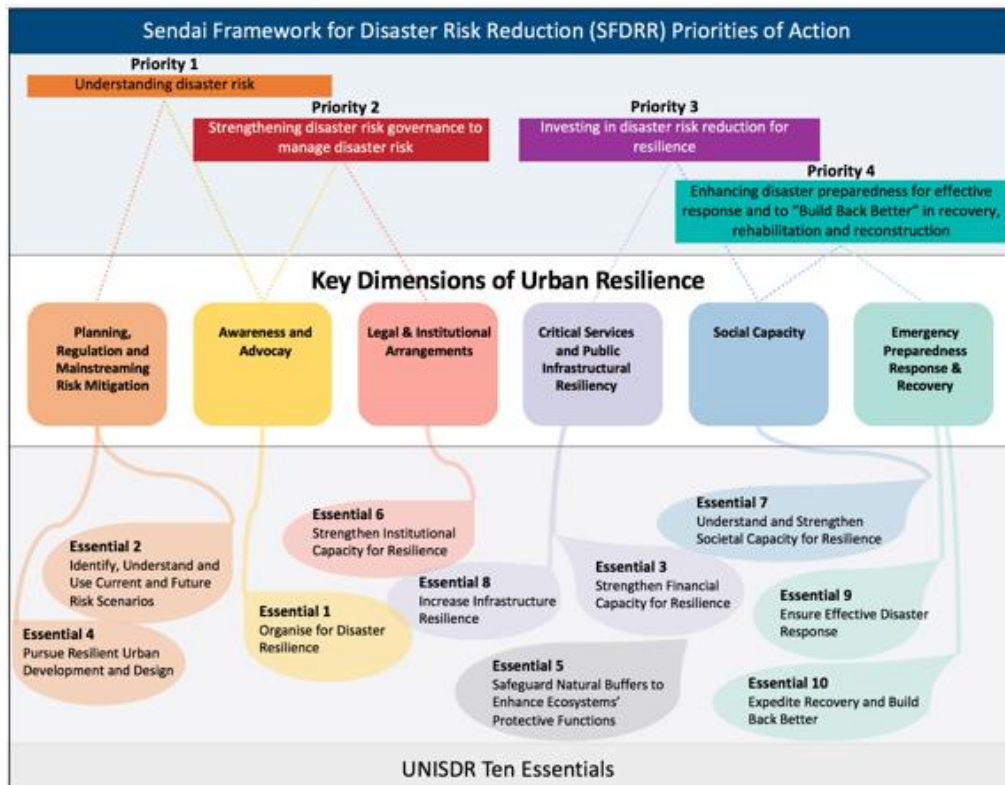 Sendai Framework for Disaster Risk Reduction (SFDRR) Priorities of Action
Priority 1
Understanding disaster risk
Priority 2
Strengthening disaster risk governance to
manage disaster risk
Priority 3
Investing in disaster risk reduction for
resilience
Priority 4
Enhancing disaster preparedness for effective
response and to “Build Back Better” in recovery,
rehabilitation and reconstruction
Key Dimensions of Urban Resilience
Planning,
Regulation and
Mainstreaming
Risk Mitigation
Awareness and
Advocay
Legal & Institutional
Arrangements
Critical Services
and Public
Infrastructural
Resiliency
Social Capacity
Emergency
Preparedness
Response &
Recovery
Essential 6
Strengthen Institutional
Capacity for Resilience
Essential 7
Understand and Strengthen
Societal Capacity for Resilience
Essential 2
Identify, Understand and
Use Current and Future
Risk Scenarios
Essential 8
Increase Infrastructure
Resilience
Essential 3
Strengthen Financial
Capacity for Resilience
Essential 9
Ensure Effective Disaster
Response
Essential 1
Organise for Disaster
Resilience
Essential 4
Pursue Resilient Urban
Development and Design
Essential 5
Safeguard Natural Buffers to
Enhance Ecosystems’
Protective Functions
Essential 10
Expedite Recovery and Build
Back Better
UNISDR Ten Essentials